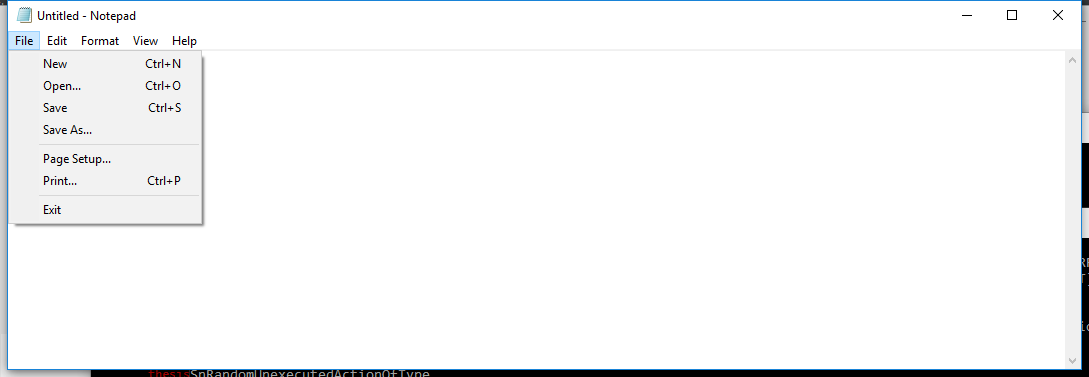 Untitled - Notepad
File Edit Format View Help
New Ctrl+N
Open... Ctrl+O
Save Ctrl+S
Save As...
Page Setup...
Print... Ctrl+P
Exit
thesisSnRandomUnexecutedActionOfType